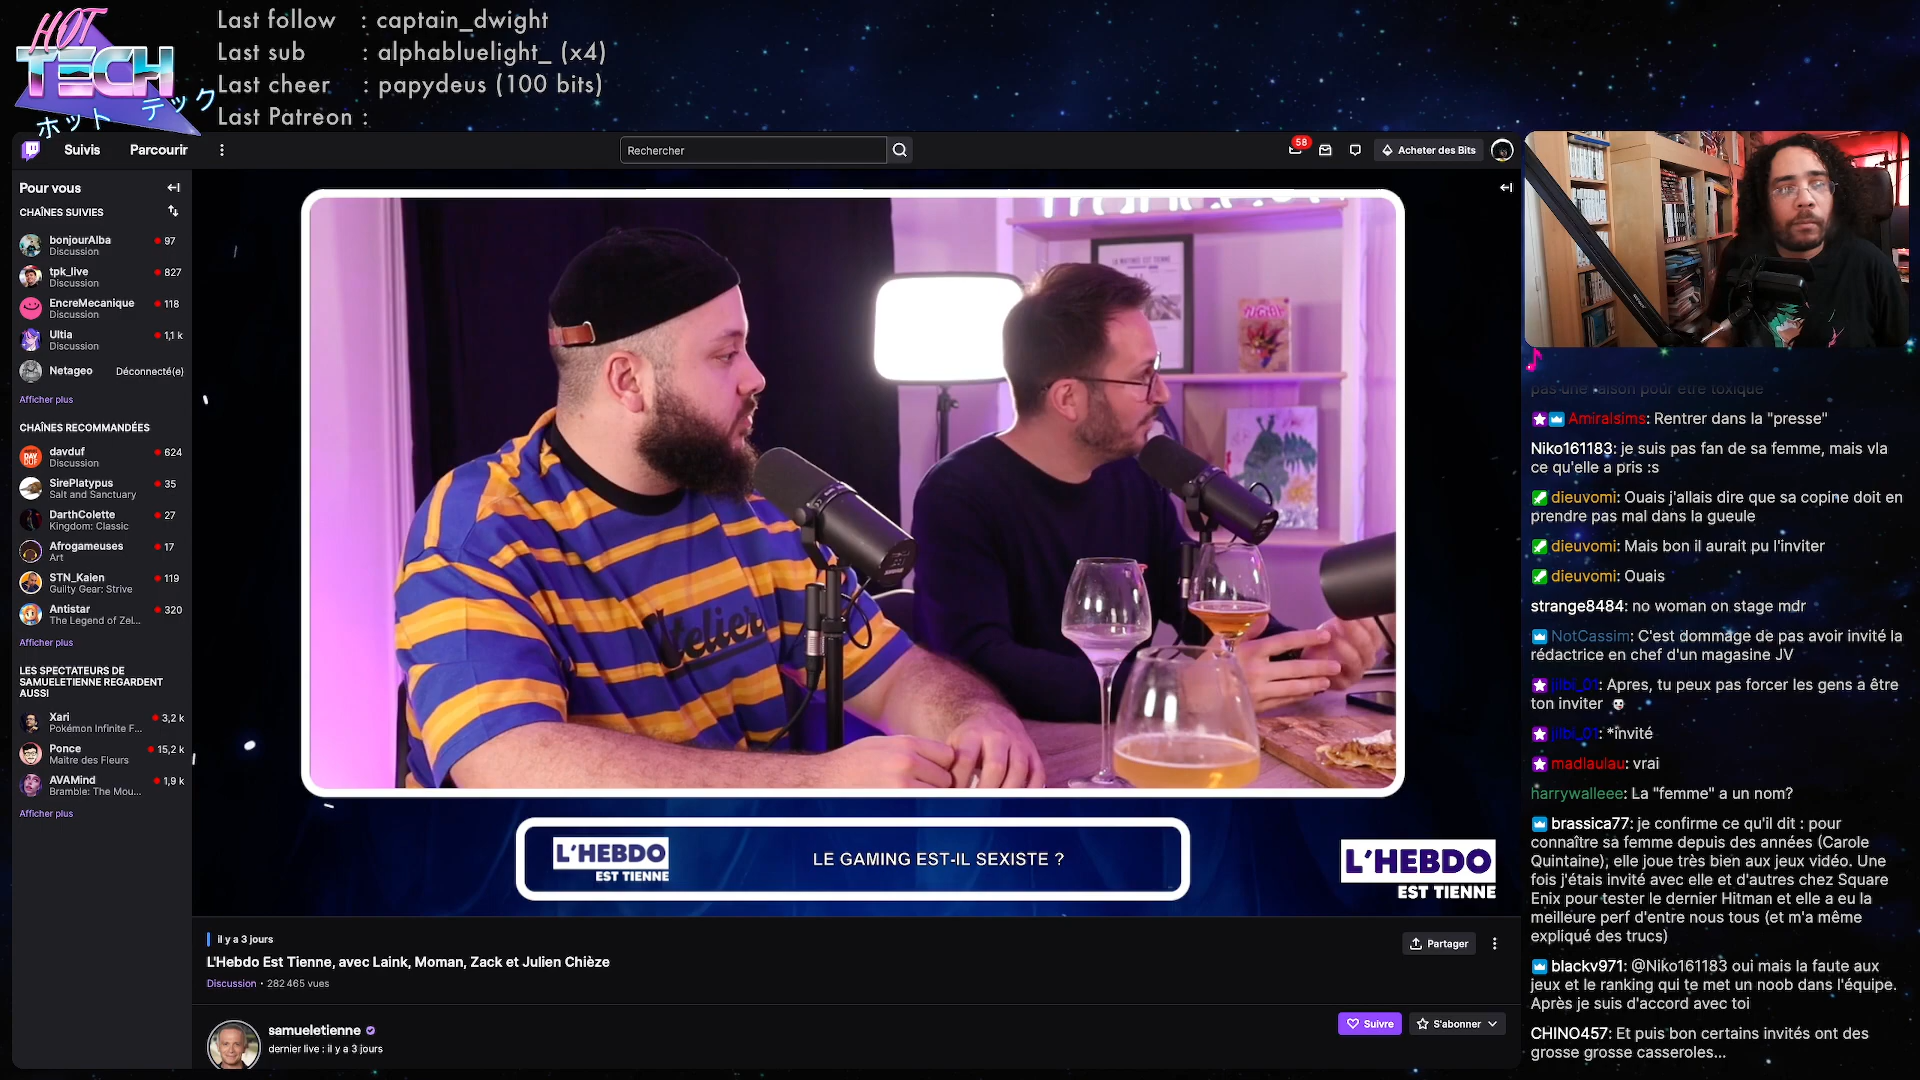 HOT
TECH
ホット テック
Last follow : captain_dwight
Last sub : alphabluelight_ (x4)
Last cheer : papydeus (100 bits)
Last Patreon :
Suivis
Parcourir
Rechercher
58
Acheter des Bits
Pour vous
CHAÎNES SUIVIES
bonjourAlba 97
Discussion
tpk_live 827
Discussion
EncreMecanique 118
Discussion
Ultia 1,1 k
Discussion
Netageo Déconnecté(e)
Afficher plus
CHAÎNES RECOMMANDÉES
davduf 624
Discussion
SirePlatypus 35
Salt and Sanctuary
DarthColette 27
Kingdom: Classic
Afrogameuses 17
Art
STN_Kaien 119
Guilty Gear: Strive
Antistar 320
The Legend of Zel...
Afficher plus
LES SPECTATEURS DE
SAMUELETIENNE REGARDENT
AUSSI
Xari 3,2 k
Pokémon Infinite F...
Ponce 15,2 k
Maitre des Fleurs
AVAMind 1,9 k
Bramble: The Mou...
Afficher plus
LA MATINÉE EST TIENNE
Atelier
L'HEBDO
EST TIENNE
LE GAMING EST-IL SEXISTE ?
L'HEBDO
EST TIENNE
il y a 3 jours
L'Hebdo Est Tienne, avec Laink, Moman, Zack et Julien Chièze
Discussion • 282 465 vues
Partager
samueletienne
dernier live : il y a 3 jours
Suivre
S'abonner
pas une raison pour être toxique
Amiralsims: Rentrer dans la "presse"
Niko161183: je suis pas fan de sa femme, mais vla
ce qu'elle a pris :s
dieuvomi: Ouais j'allais dire que sa copine doit en
prendre pas mal dans la gueule
dieuvomi: Mais bon il aurait pu l'inviter
dieuvomi: Ouais
strange8484: no woman on stage mdr
NotCassim: C'est dommage de pas avoir invité la
rédactrice en chef d'un magasine JV
jilbi_01: Apres, tu peux pas forcer les gens a être
ton inviter
jilbi_01: *invité
madlaulau: vrai
harrywalleee: La "femme" a un nom?
brassica77: je confirme ce qu'il dit : pour
connaître sa femme depuis des années (Carole
Quintaine), elle joue très bien aux jeux vidéo. Une
fois j'étais invité avec elle et d'autres chez Square
Enix pour tester le dernier Hitman et elle a eu la
meilleure perf d'entre nous tous (et m'a même
expliqué des trucs)
blackv971: @Niko161183 oui mais la faute aux
jeux et le ranking qui te met un noob dans l'équipe.
Après je suis d'accord avec toi
CHINO457: Et puis bon certains invités ont des
grosse grosse casseroles...